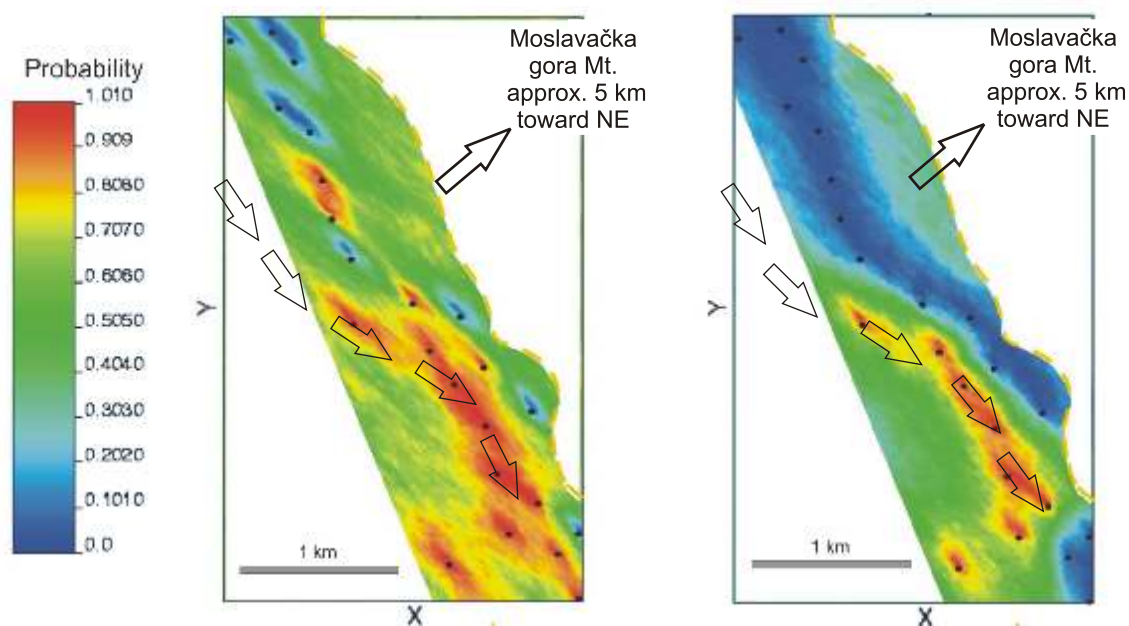 Probability
1.010
0.909
0.8080
0.7070
0.6060
0.5050
0.4040
0.3030
0.2020
0.1010
0.0
Y
Moslavačka
gora Mt.
approx. 5 km
toward NE
1 km
X
Y
Moslavačka
gora Mt.
approx. 5 km
toward NE
1 km
X